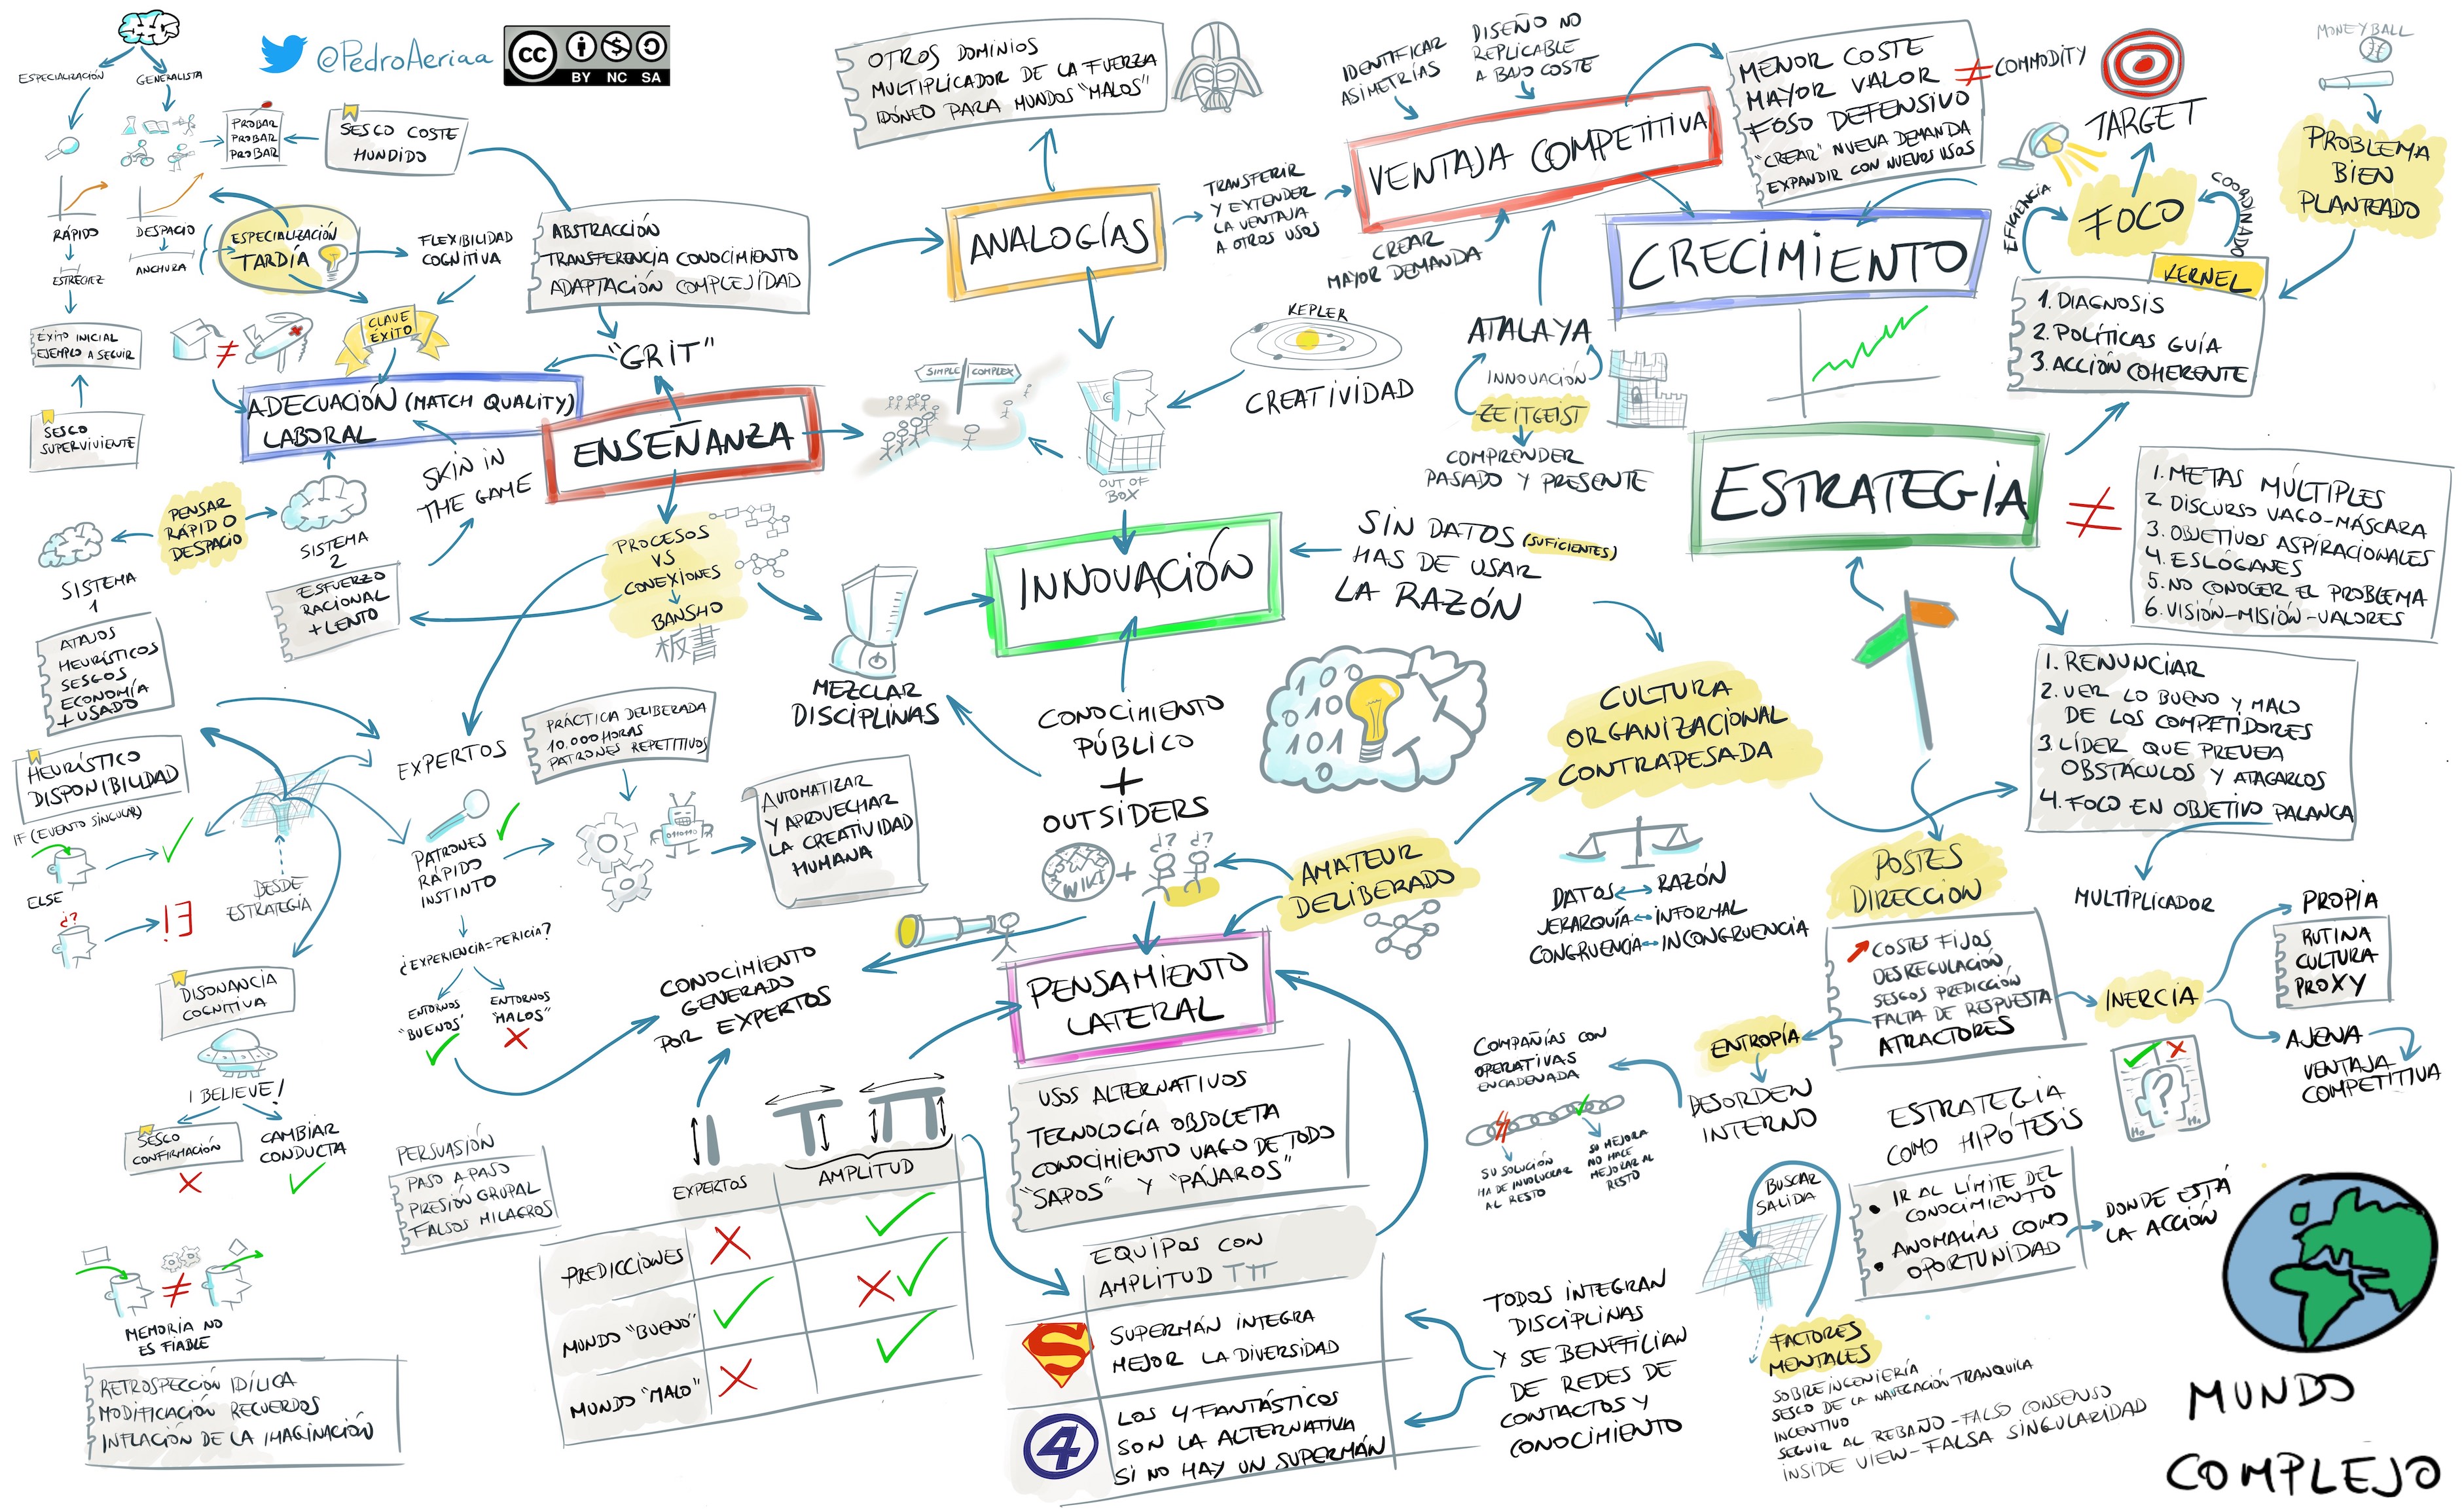 ESPECIALIZACIÓN
GENERALISTA
@PedroAeriaa
CC
BY NC SA
PROBAR
PROBAR
PROBAR
SESGO COSTE
HUNDIDO
RÁPIDO
ESTRECHEZ
DESPACIO
ANCHURA
ESPECIALIZACIÓN
TARDÍA
FLEXIBILIDAD
COGNITIVA
CLAVE
ÉXITO
ÉXITO INICIAL
EJEMPLO A SEGUIR
SESGO
SUPERVIVIENTE
ABSTRACCIÓN
TRANSFERENCIA CONOCIMIENTO
ADAPTACIÓN COMPLEJIDAD
"GRIT"
ADECUACIÓN (MATCH QUALITY)
LABORAL
ENSEÑANZA
SKIN IN
THE GAME
PENSAR
RÁPIDO O
DESPACIO
SISTEMA
1
SISTEMA
2
ESFUERZO
RACIONAL
+ LENTO
ATAJOS
HEURÍSTICOS
SESGOS
ECONOMÍA
+ USADO
PROCESOS
VS
CONEXIONES
BANSHO
板書
OTROS DOMINIOS
MULTIPLICADOR DE LA FUERZA
IDÓNEO PARA MUNDOS "MALOS"
ANALOGÍAS
TRANSFERIR
Y EXTENDER
LA VENTAJA
A OTROS USOS
SIMPLE
COMPLEX
OUT OF
BOX
KEPLER
CREATIVIDAD
IDENTIFICAR
ASIMETRÍAS
DISEÑO NO
REPLICABLE
A BAJO COSTE
VENTAJA COMPETITIVA
CREAR
MAYOR DEMANDA
MENOR COSTE
MAYOR VALOR
FOSO DEFENSIVO
"CREAR" NUEVA DEMANDA
EXPANDIR CON NUEVOS USOS
≠ COMMODITY
CRECIMIENTO
ATALAYA
INNOVACIÓN
ZEITGEIST
COMPRENDER
PASADO Y PRESENTE
TARGET
FOCO
EFICIENCIA
COORDINADO
KERNEL
1. DIAGNOSIS
2. POLÍTICAS GUÍA
3. ACCIÓN COHERENTE
MONEYBALL
PROBLEMA
BIEN
PLANTEADO
ESTRATEGIA
≠
1. METAS MÚLTIPLES
2. DISCURSO VAGO-MÁSCARA
3. OBJETIVOS ASPIRACIONALES
4. ESLÓGANES
5. NO CONOCER EL PROBLEMA
6. VISIÓN-MISIÓN-VALORES
1. RENUNCIAR
2. VER LO BUENO Y MALO
DE LOS COMPETIDORES
3. LÍDER QUE PREVEA
OBSTÁCULOS Y ATACARLOS
4. FOCO EN OBJETIVO PALANCA
MULTIPLICADOR
INNOVACIÓN
SIN DATOS (SUFICIENTES)
HAS DE USAR
LA RAZÓN
MEZCLAR
DISCIPLINAS
CONOCIMIENTO
PÚBLICO
+
OUTSIDERS
WIKI
+
¿? ¿?
100
010
101
0
CULTURA
ORGANIZACIONAL
CONTRAPESADA
AMATEUR
DELIBERADO
DATOS ↔ RAZÓN
JERARQUÍA ↔ INFORMAL
CONGRUENCIA ↔ INCONGRUENCIA
HEURÍSTICO
DISPONIBILIDAD
IF (EVENTO SINGULAR)
ELSE
¿?
DESDE
ESTRATEGIA
DISONANCIA
COGNITIVA
I BELIEVE!
SESGO
CONFIRMACIÓN
CAMBIAR
CONDUCTA
EXPERTOS
PATRONES
RÁPIDO
INSTINTO
PRÁCTICA DELIBERADA
10.000 HORAS
PATRONES REPETITIVOS
AUTOMATIZAR
Y APROVECHAR
LA CREATIVIDAD
HUMANA
¿EXPERIENCIA=PERICIA?
ENTORNOS
"BUENOS"
ENTORNOS
"MALOS"
CONOCIMIENTO
GENERADO
POR EXPERTOS
PENSAMIENTO
LATERAL
USOS ALTERNATIVOS
TECNOLOGÍA OBSOLETA
CONOCIMIENTO VAGO DE TODO
"SAPOS" Y "PÁJAROS"
PERSUASIÓN
PASO A PASO
PRESIÓN GRUPAL
FALSOS MILAGROS
≠
MEMORIA NO
ES FIABLE
RETROSPECCIÓN IDÍLICA
MODIFICACIÓN RECUERDOS
INFLACIÓN DE LA IMAGINACIÓN
EXPERTOS
AMPLITUD
PREDICCIONES
MUNDO "BUENO"
MUNDO "MALO"
EQUIPOS CON
AMPLITUD TΠ
S
SUPERMÁN INTEGRA
MEJOR LA DIVERSIDAD
4
LOS 4 FANTÁSTICOS
SON LA ALTERNATIVA
SI NO HAY UN SUPERMÁN
TODOS INTEGRAN
DISCIPLINAS
Y SE BENEFILIAN
DE REDES DE
CONTACTOS Y
CONOCIMIENTO
POSTES
DIRECCIÓN
COSTES FIJOS
DESREGULACIÓN
SESGOS PREDICCIÓN
FALTA DE RESPUESTA
ATRACTORES
INERCIA
PROPIA
RUTINA
CULTURA
PROXY
AJENA
VENTAJA
COMPETITIVA
ENTROPÍA
DESORDEN
INTERNO
COMPAÑÍAS CON
OPERATIVAS
ENCADENADA
SU SOLUCIÓN
HA DE INVOLUCRAR
AL RESTO
SU MEJORA
NO HACE
MEJORAR AL
RESTO
ESTRATEGIA
COMO HIPÓTESIS
?
• IR AL LÍMITE DEL
CONOCIMIENTO
• ANOMALÍAS COMO
OPORTUNIDAD
DONDE ESTÁ
LA ACCIÓN
BUSCAR
SALIDA
FACTORES
MENTALES
SOBREINGENIERÍA
SESGO DE LA NAVEGACIÓN TRANQUILA
INCENTIVO
SEGUIR AL REBAÑO-FALSO CONSENSO
INSIDE VIEW-FALSA SINGULARIDAD
MUNDO
COMPLEJO